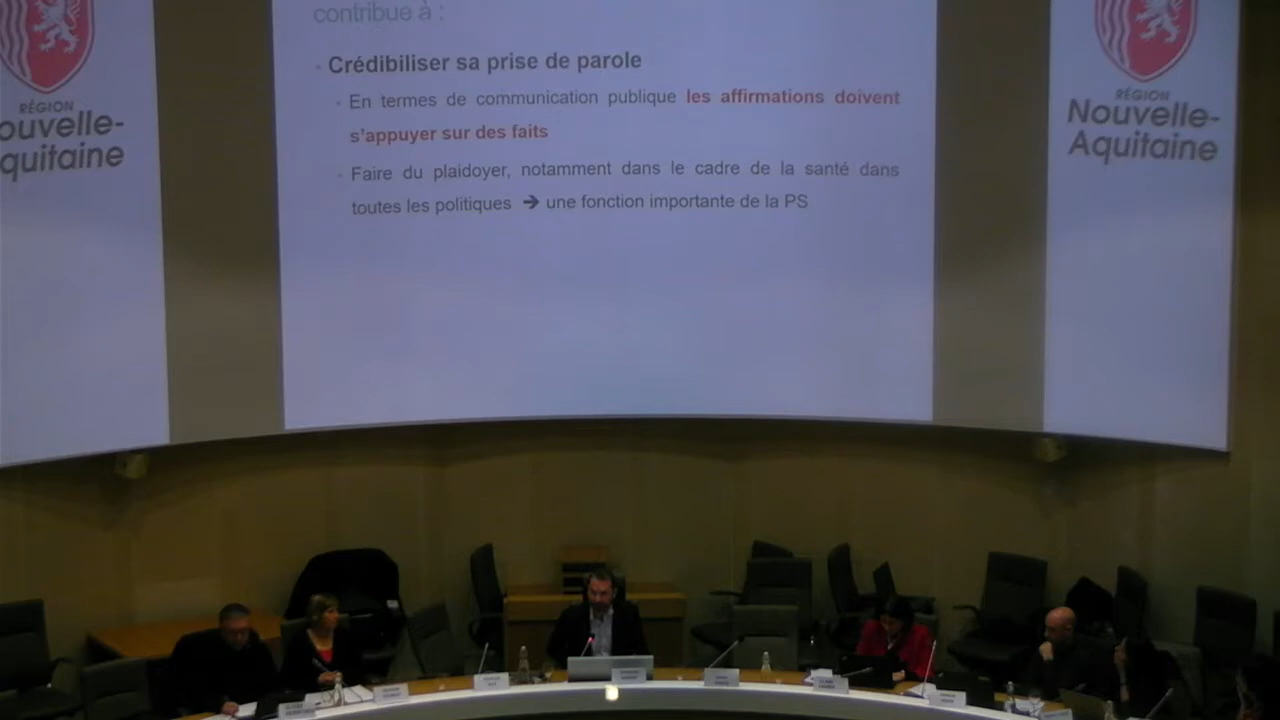 contribue à :
Crédibiliser sa prise de parole
En termes de communication publique les affirmations doivent
s'appuyer sur des faits
Faire du plaidoyer, notamment dans le cadre de la santé dans
toutes les politiques ➔ une fonction importante de la PS
RÉGION
ouvelle-
quitaine
RÉGION
Nouvelle-
Aquitaine